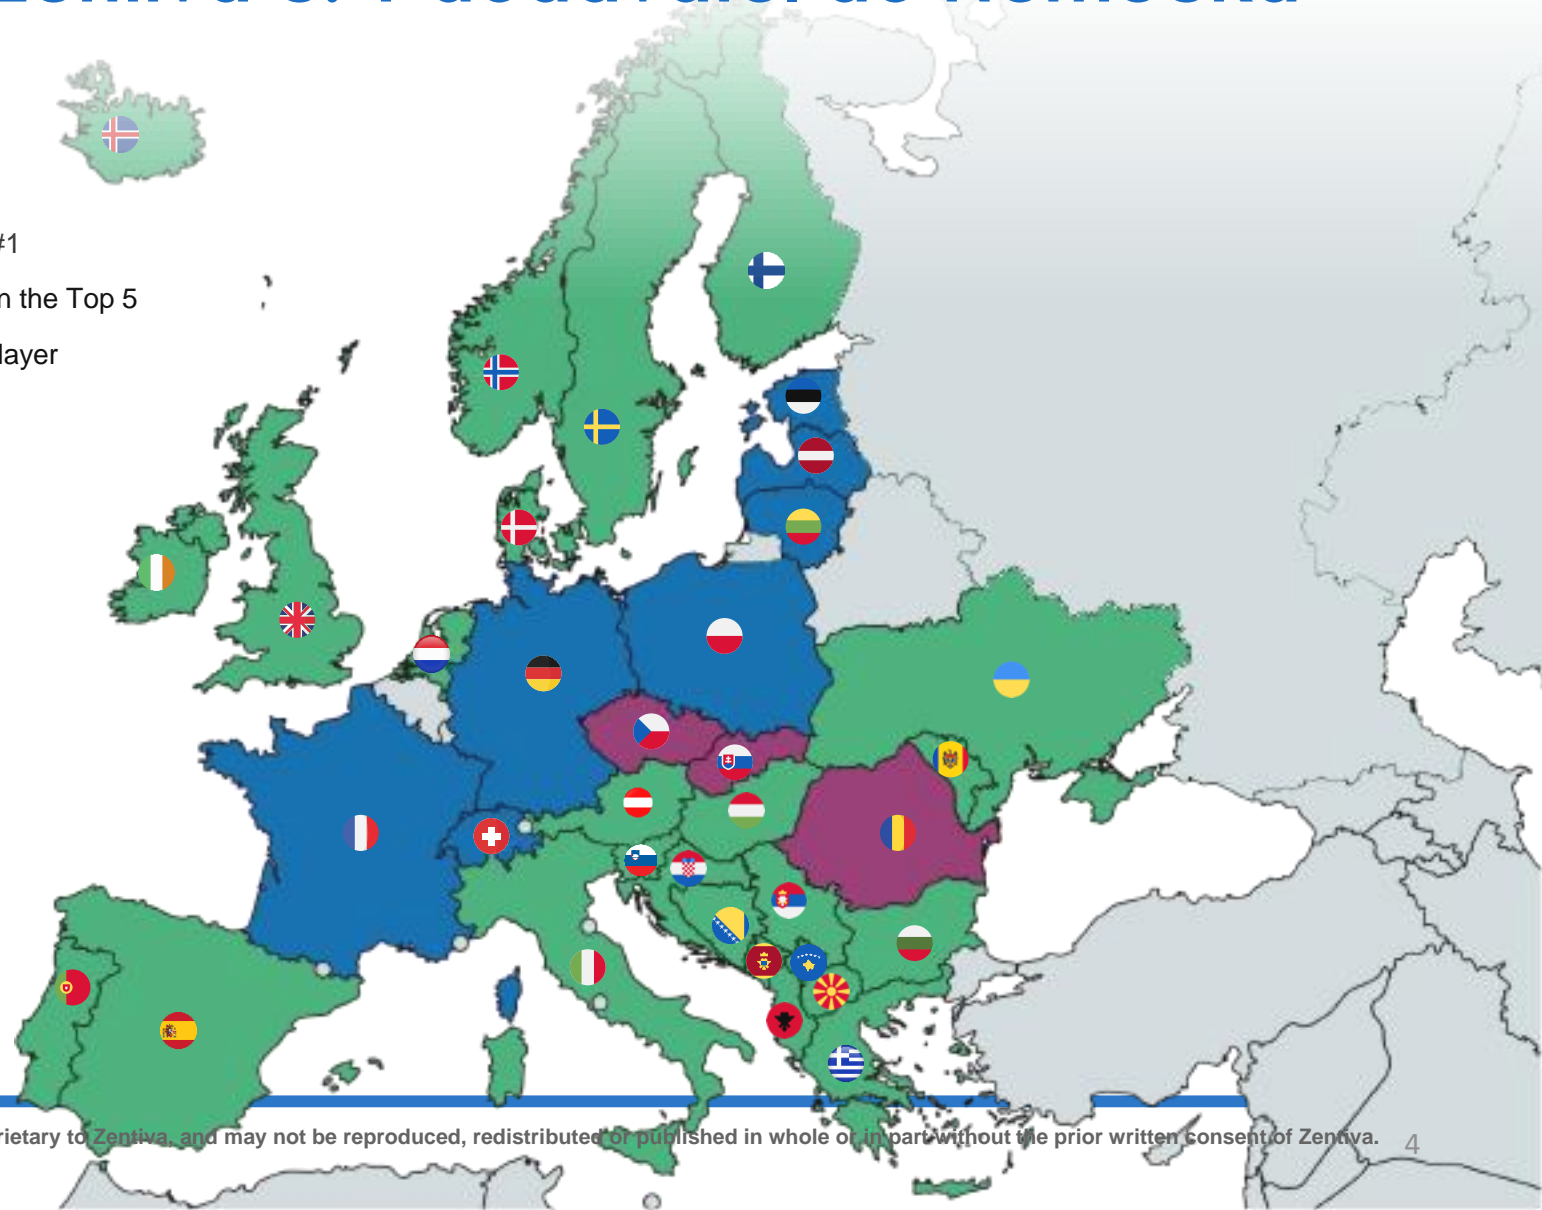 #1
n the Top 5
layer
rietary to Zentiva, and may not be reproduced, redistributed or published in whole or in part without the prior written consent of Zentiva.
4